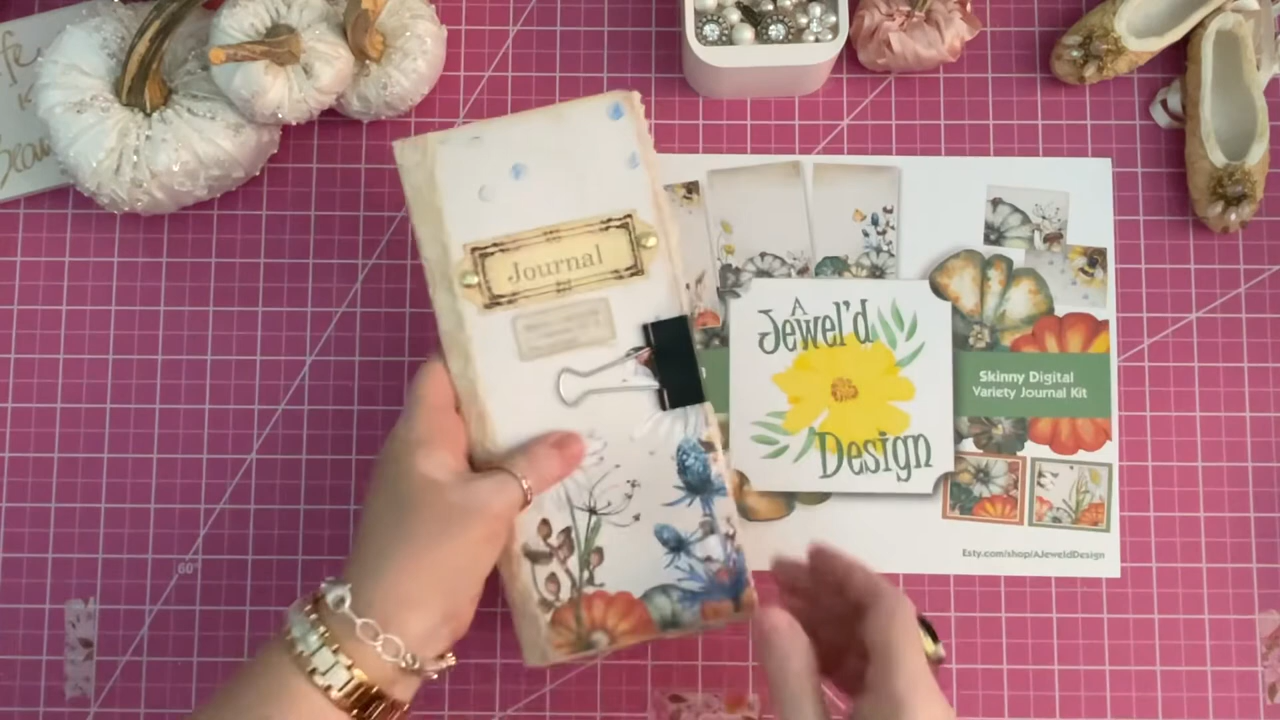 Journal
A
Jewel'd
Design
Skinny Digital
Variety Journal Kit
Etsy.com/shop/AJeweldDesign
60°